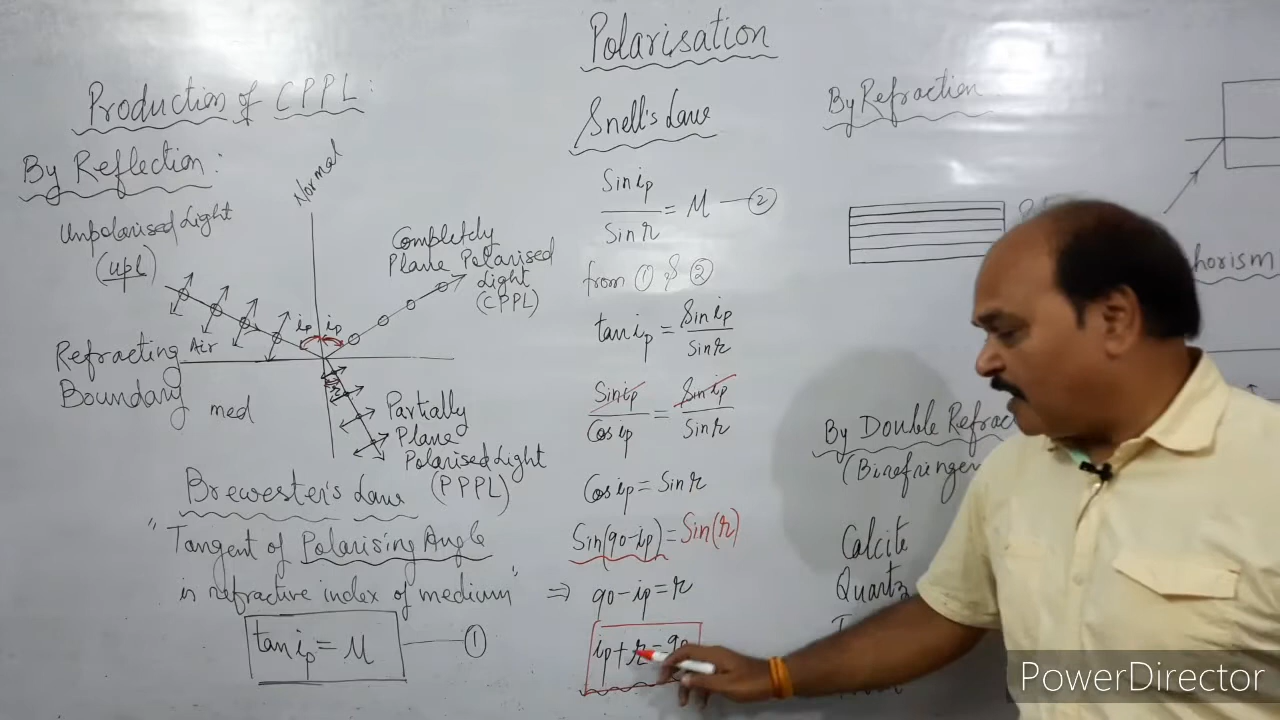 Polarisation
Production of CPPL:
By Reflection:
Normal
Unpolarised Light
(UPL)
Completely
Plane Polarised
Light
(CPPL)
ip ip
Air
Refracting
Boundary
med
r
Partially
Plane
Polarised Light
(PPPL)
Brewester's Law
"Tangent of Polarising Angle
is refractive index of medium"
tan ip = μ — ①
Snell's Law
Sin ip / Sin r = μ — ②
from ① & ②
tan ip = Sin ip / Sin r
Sin ip / Cos ip = Sin ip / Sin r
Cos ip = Sin r
Sin(90-ip) = Sin(r)
⇒ 90-ip = r
ip + r = 90
By Refraction
By Double Refrac
(Birefringen
Calcite
Quartz
horism
PowerDirector